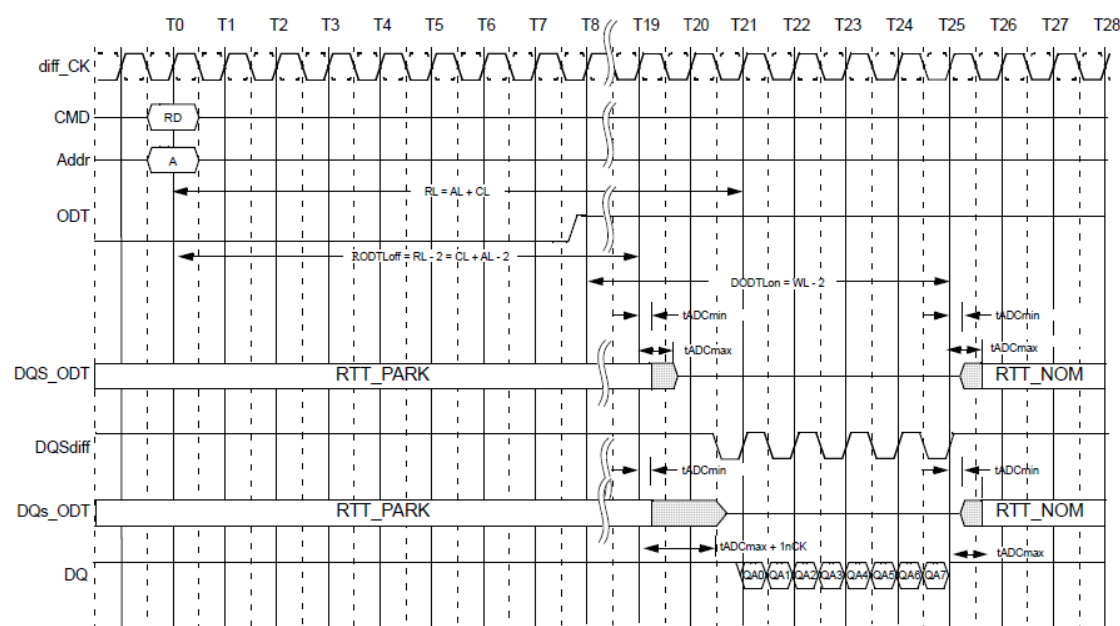 T0 T1 T2 T3 T4 T5 T6 T7 T8 T19 T20 T21 T22 T23 T24 T25 T26 T27 T28
diff_CK
CMD RD
Addr A
RL = AL + CL
ODT
RODTLoff = RL - 2 = CL + AL - 2
DODTLon = WL - 2
tADCmin tADCmin
tADCmax tADCmax
DQS_ODT RTT_PARK RTT_NOM
DQSdiff
tADCmin tADCmin
DQs_ODT RTT_PARK RTT_NOM
tADCmax + 1nCK tADCmax
DQ QA0 QA1 QA2 QA3 QA4 QA5 QA6 QA7